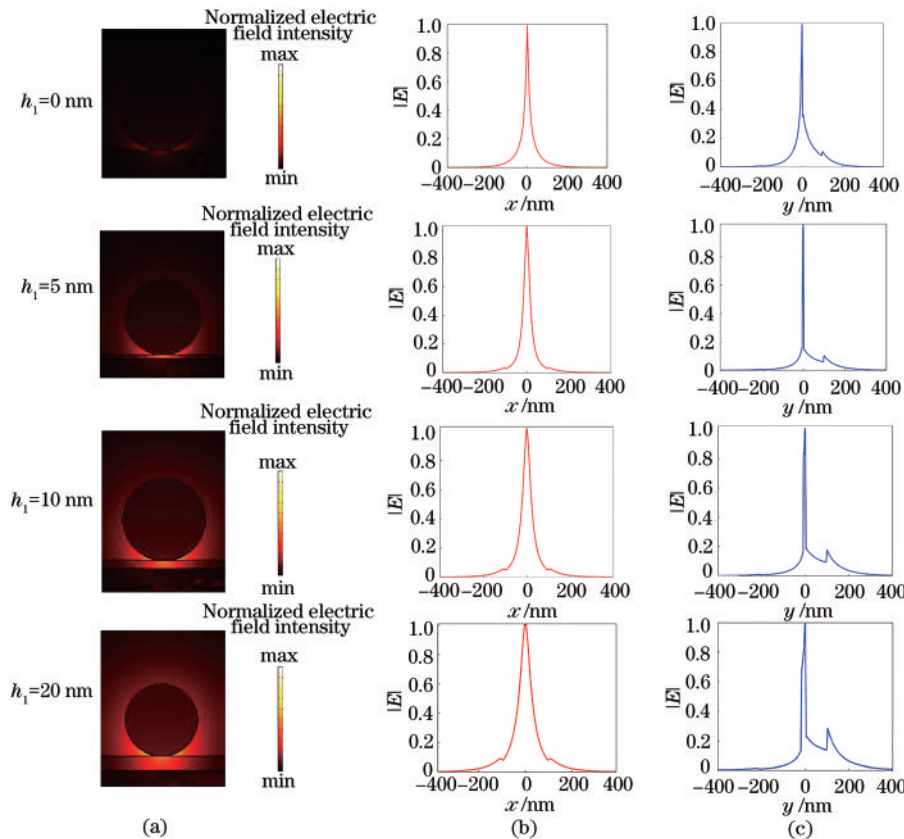 Normalized electric
field intensity
h₁=0 nm
max
min
|E|
1.0
0.8
0.6
0.4
0.2
0
−400−200 0 200 400
x/nm
|E|
1.0
0.8
0.6
0.4
0.2
0
−400−200 0 200 400
y/nm
Normalized electric
field intensity
h₁=5 nm
max
min
|E|
1.0
0.8
0.6
0.4
0.2
0
−400−200 0 200 400
x/nm
|E|
1.0
0.8
0.6
0.4
0.2
0
−400−200 0 200 400
y/nm
Normalized electric
field intensity
h₁=10 nm
max
min
|E|
1.0
0.8
0.6
0.4
0.2
0
−400−200 0 200 400
x/nm
|E|
1.0
0.8
0.6
0.4
0.2
0
−400−200 0 200 400
y/nm
Normalized electric
field intensity
h₁=20 nm
max
min
|E|
1.0
0.8
0.6
0.4
0.2
0
−400−200 0 200 400
x/nm
|E|
1.0
0.8
0.6
0.4
0.2
0
−400−200 0 200 400
y/nm
(a)
(b)
(c)